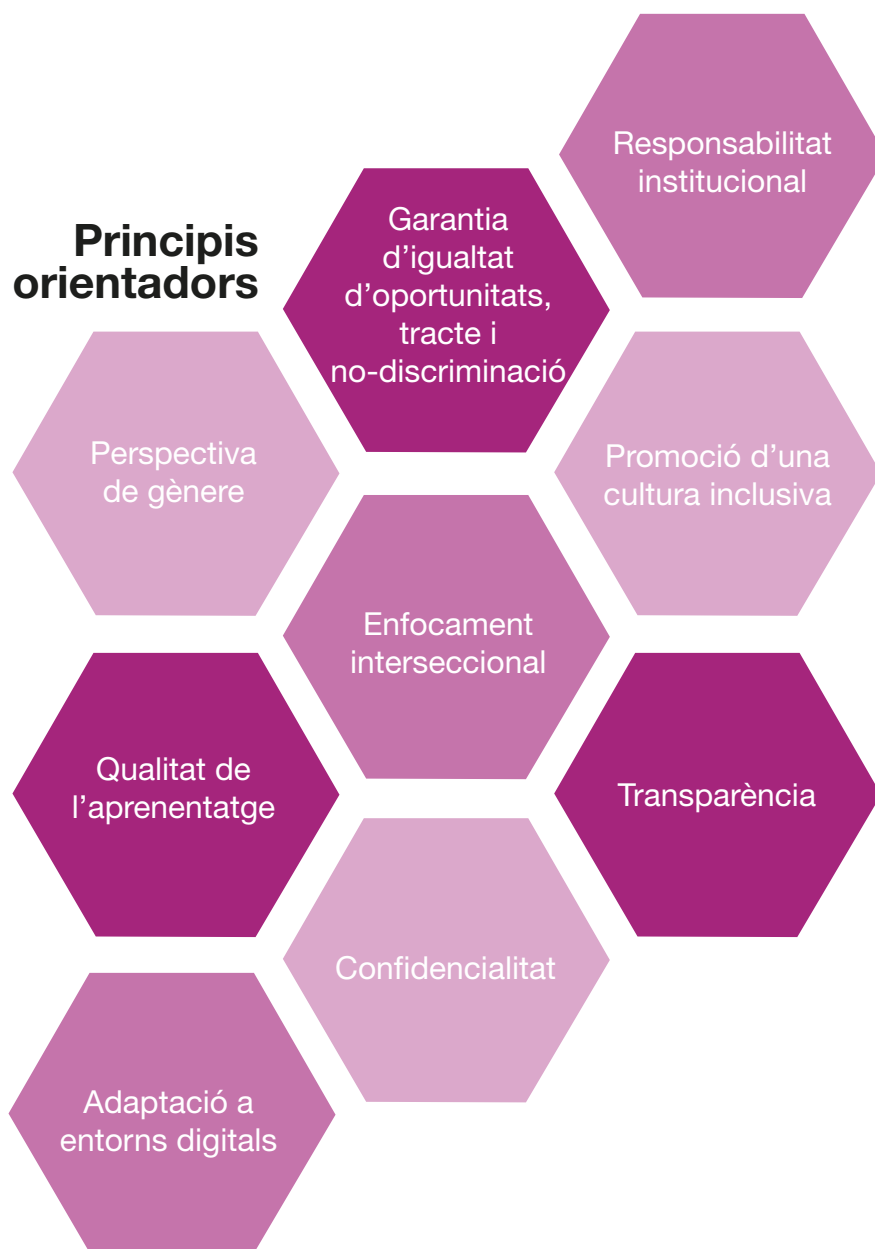 Principis
orientadors
Responsabilitat
institucional
Garantia
d’igualtat
d’oportunitats,
tracte i
no-discriminació
Perspectiva
de gènere
Promoció d’una
cultura inclusiva
Enfocament
interseccional
Qualitat de
l’aprenentatge
Transparència
Confidencialitat
Adaptació a
entorns digitals